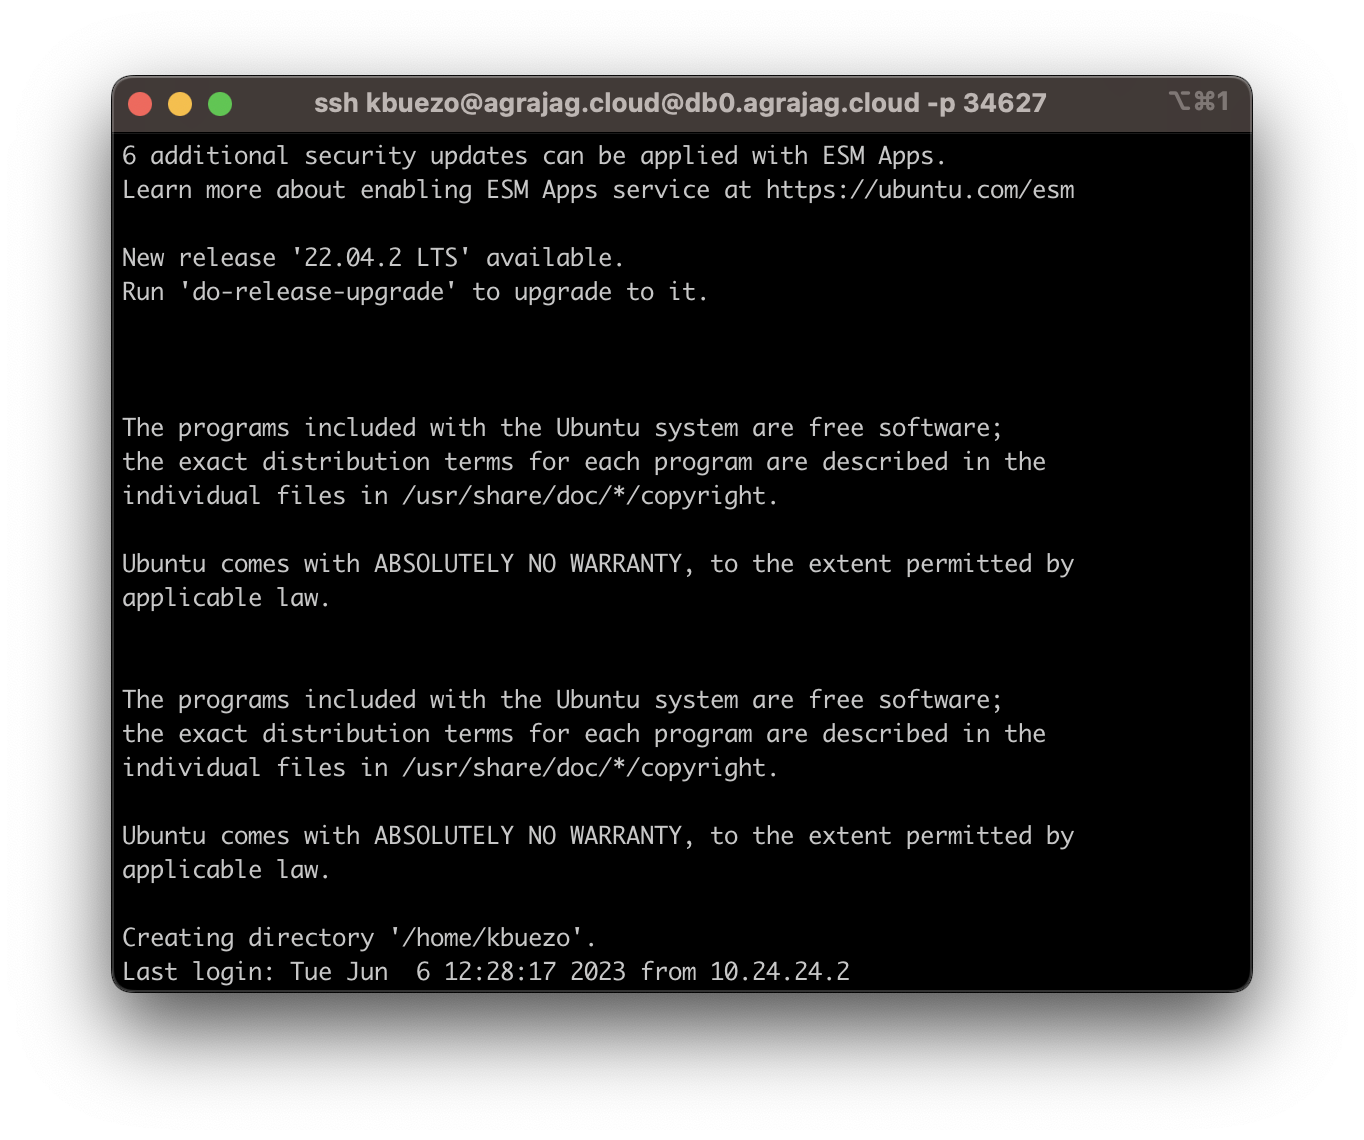 ssh kbuezo@agrajag.cloud@db0.agrajag.cloud -p 34627
⌥⌘1
6 additional security updates can be applied with ESM Apps.
Learn more about enabling ESM Apps service at https://ubuntu.com/esm
New release '22.04.2 LTS' available.
Run 'do-release-upgrade' to upgrade to it.
The programs included with the Ubuntu system are free software;
the exact distribution terms for each program are described in the
individual files in /usr/share/doc/*/copyright.
Ubuntu comes with ABSOLUTELY NO WARRANTY, to the extent permitted by
applicable law.
The programs included with the Ubuntu system are free software;
the exact distribution terms for each program are described in the
individual files in /usr/share/doc/*/copyright.
Ubuntu comes with ABSOLUTELY NO WARRANTY, to the extent permitted by
applicable law.
Creating directory '/home/kbuezo'.
Last login: Tue Jun  6 12:28:17 2023 from 10.24.24.2